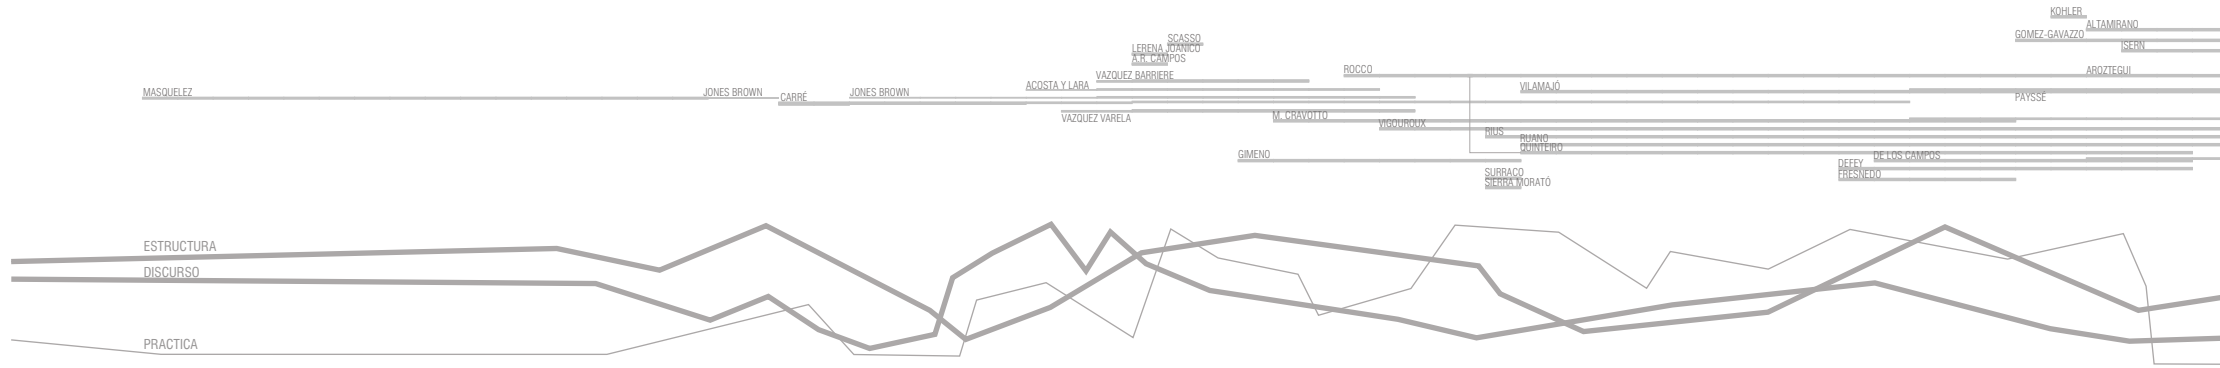 KOHLER
ALTAMIRANO
GOMEZ-GAVAZZO
SCASSO
ISERN
LERENA JOANICO
A.R. CAMPOS
ROCCO
AROZTEGUI
VAZQUEZ BARRIERE
ACOSTA Y LARA
VILAMAJÓ
MASQUELEZ
JONES BROWN
CARRÉ
JONES BROWN
PAYSSÉ
VAZQUEZ VARELA
M. CRAVOTTO
VIGOUROUX
RIUS
RUANO
QUINTEIRO
GIMENO
DE LOS CAMPOS
DEFEY
FRESNEDO
SURRACO
SIERRA MORATÓ
ESTRUCTURA
DISCURSO
PRACTICA